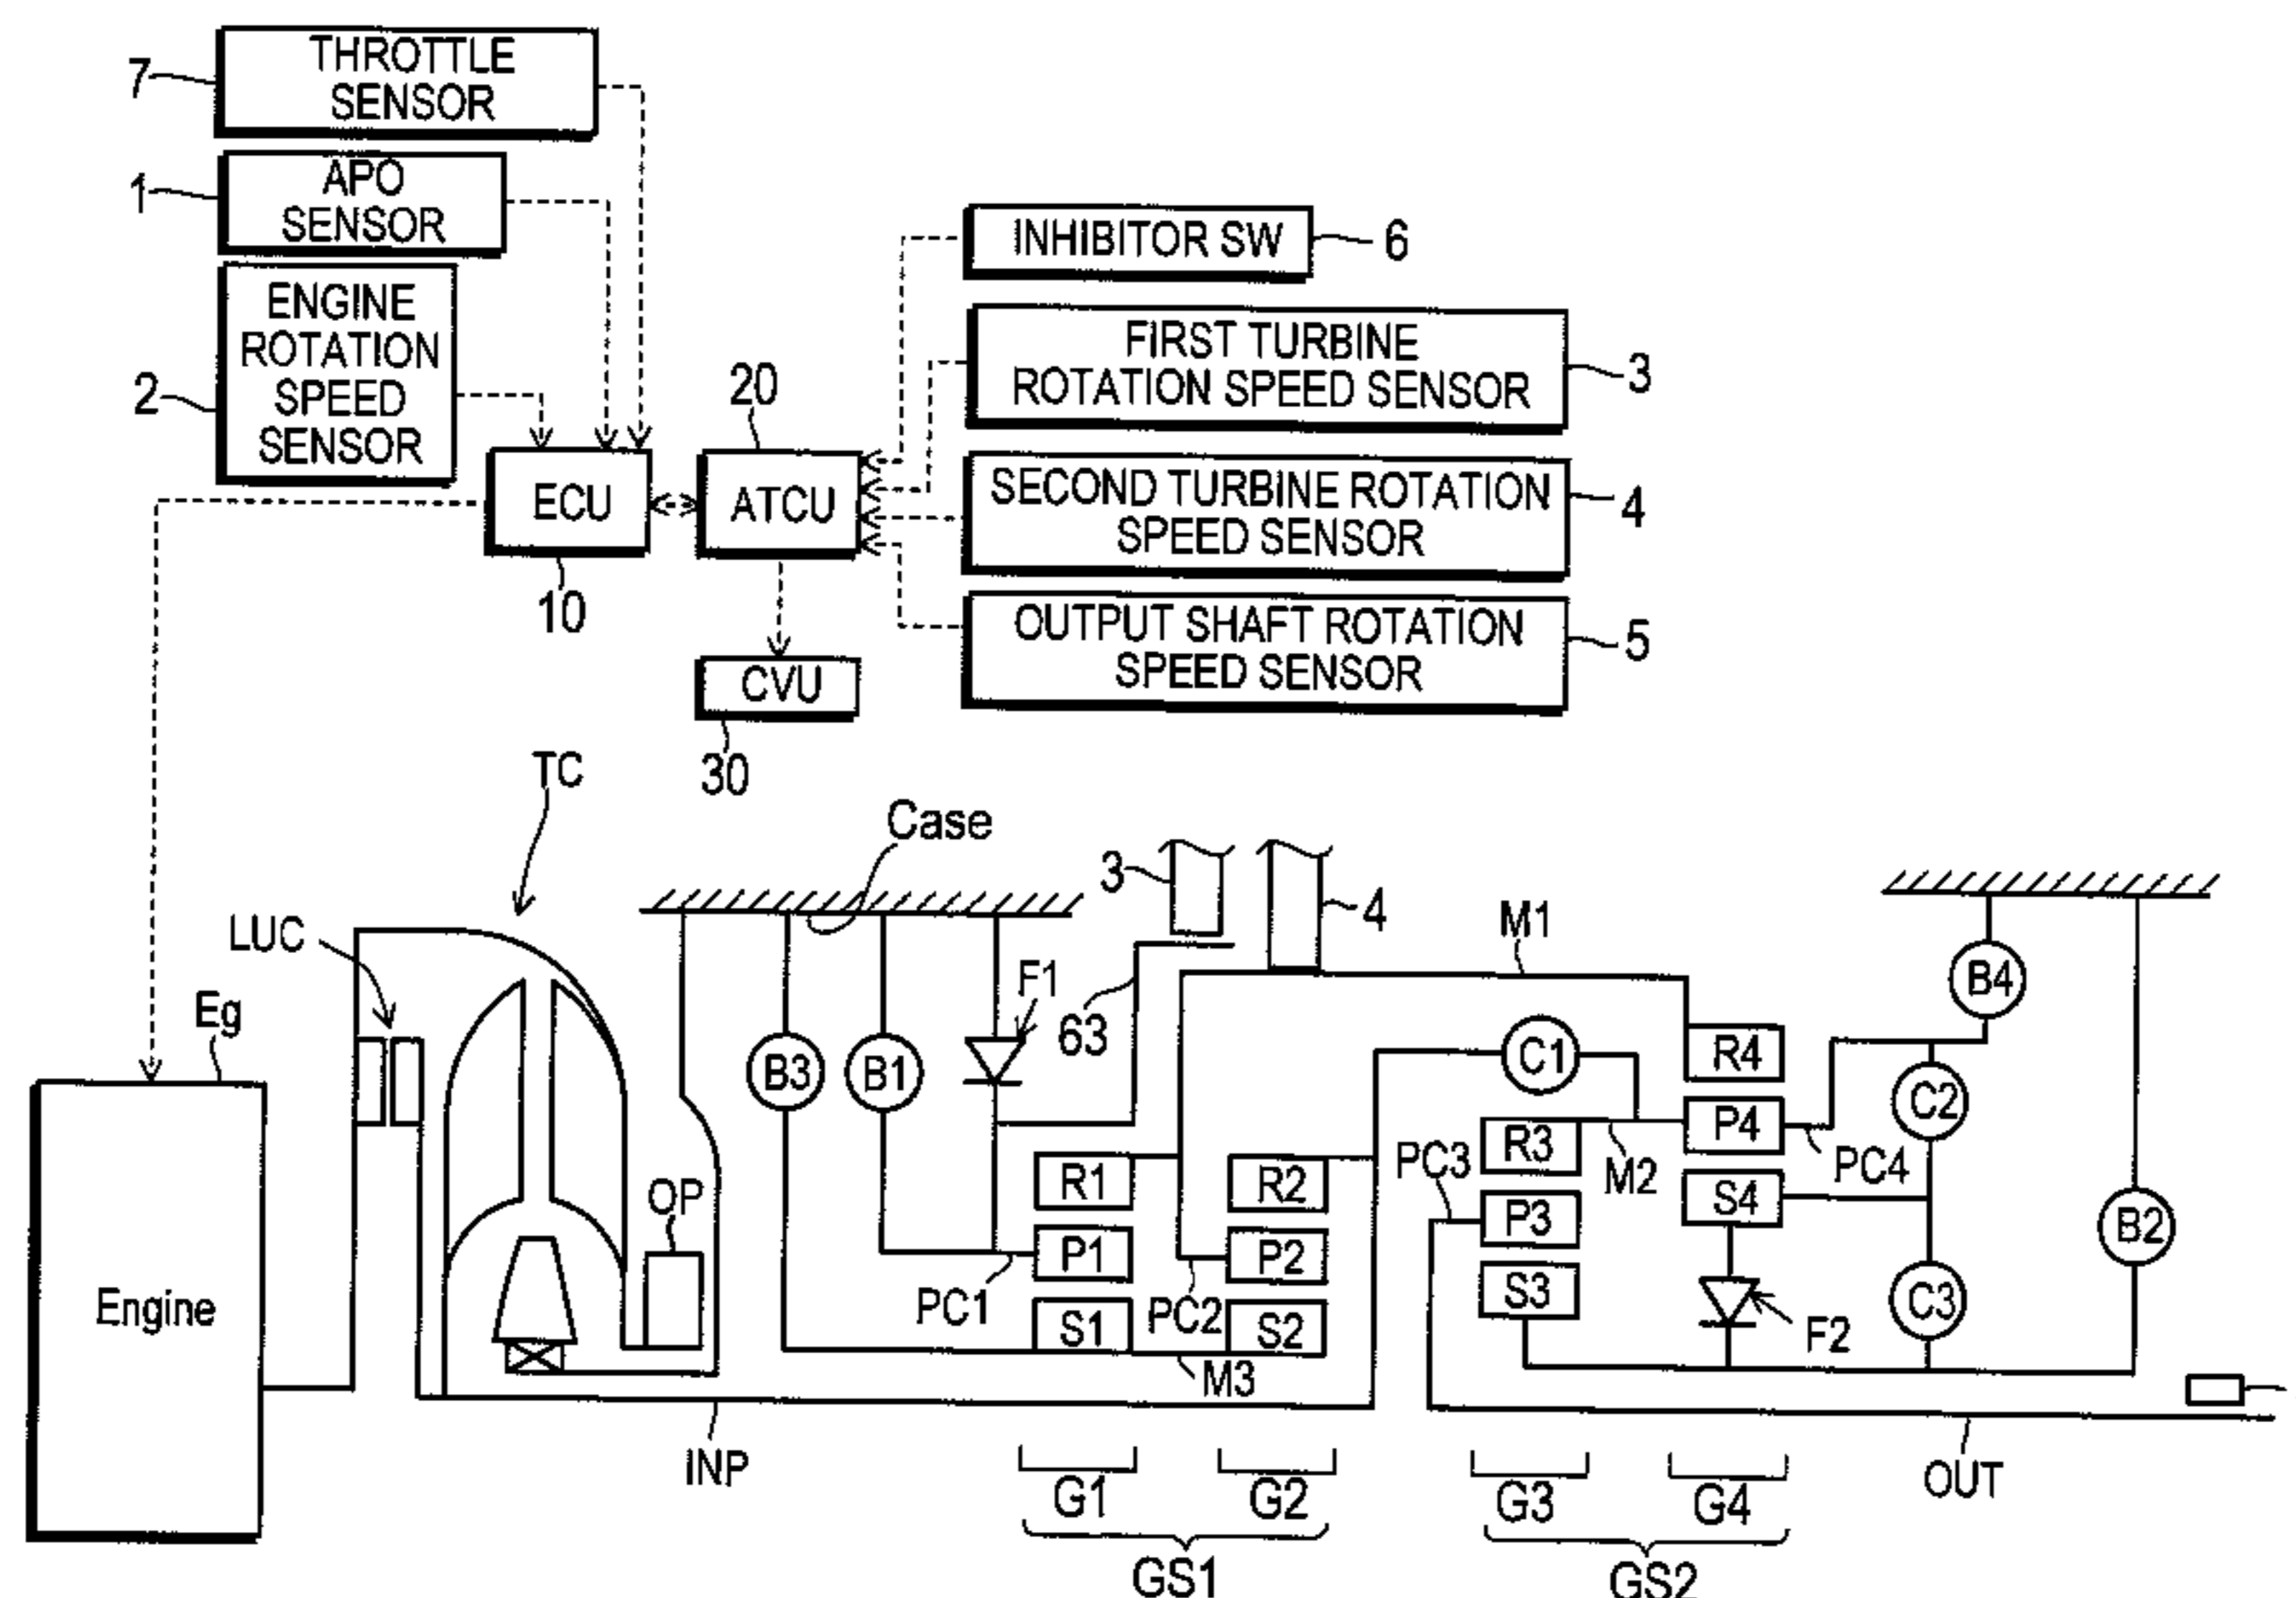 THROTTLE
SENSOR
7
APO
SENSOR
1
ENGINE
ROTATION
SPEED
SENSOR
2
INHIBITOR SW
6
FIRST TURBINE
ROTATION SPEED SENSOR
3
SECOND TURBINE ROTATION
SPEED SENSOR
4
OUTPUT SHAFT ROTATION
SPEED SENSOR
5
20
ECU
ATCU
10
CVU
30
TC
Case
3
4
LUC
M1
F1
63
B4
Eg
B3
B1
C1
R4
C2
P4
R3
PC3
M2
PC4
R1
R2
OP
S4
P3
B2
P1
P2
S3
PC1
PC2
S1
S2
C3
F2
Engine
M3
INP
OUT
G1
G2
G3
G4
GS1
GS2